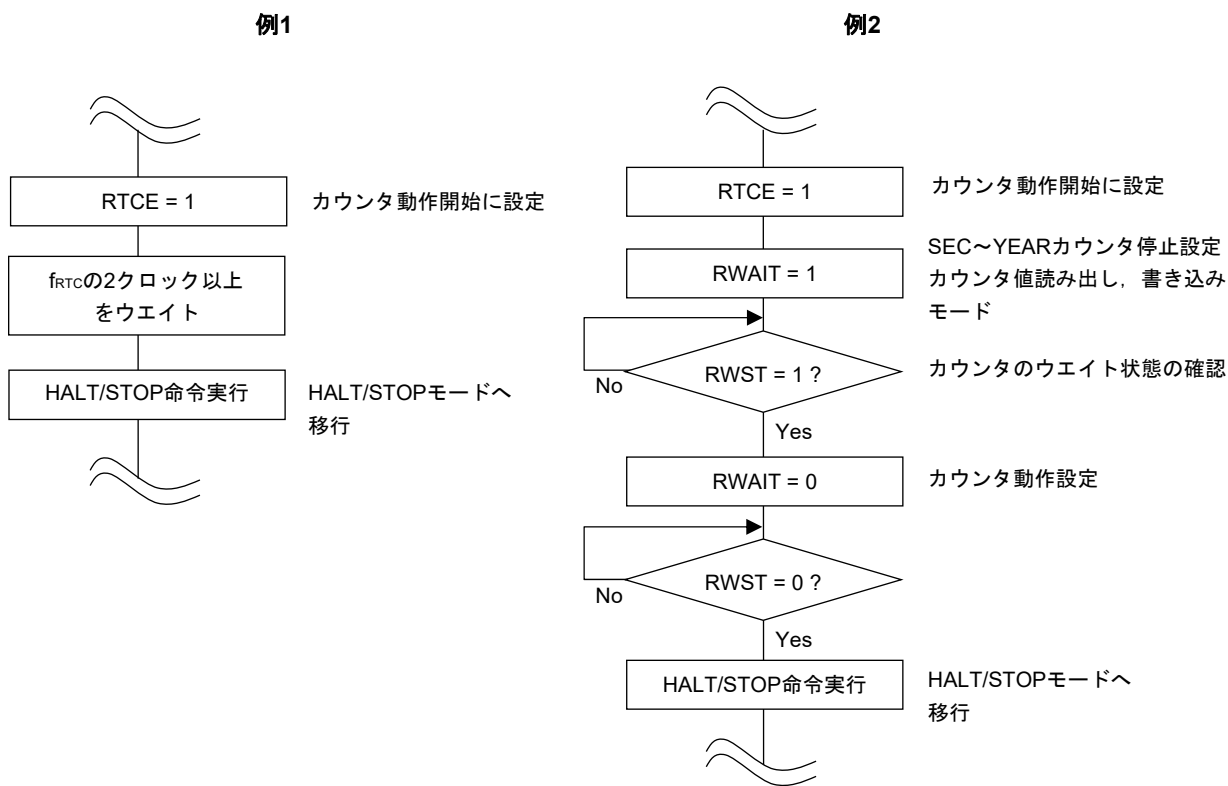 例1
RTCE = 1
カウンタ動作開始に設定
fRTCの2クロック以上
をウエイト
HALT/STOP命令実行
HALT/STOPモードへ
移行
例2
RTCE = 1
カウンタ動作開始に設定
RWAIT = 1
SEC～YEARカウンタ停止設定
カウンタ値読み出し，書き込み
モード
RWST = 1 ?
カウンタのウエイト状態の確認
No
Yes
RWAIT = 0
カウンタ動作設定
RWST = 0 ?
No
Yes
HALT/STOP命令実行
HALT/STOPモードへ
移行